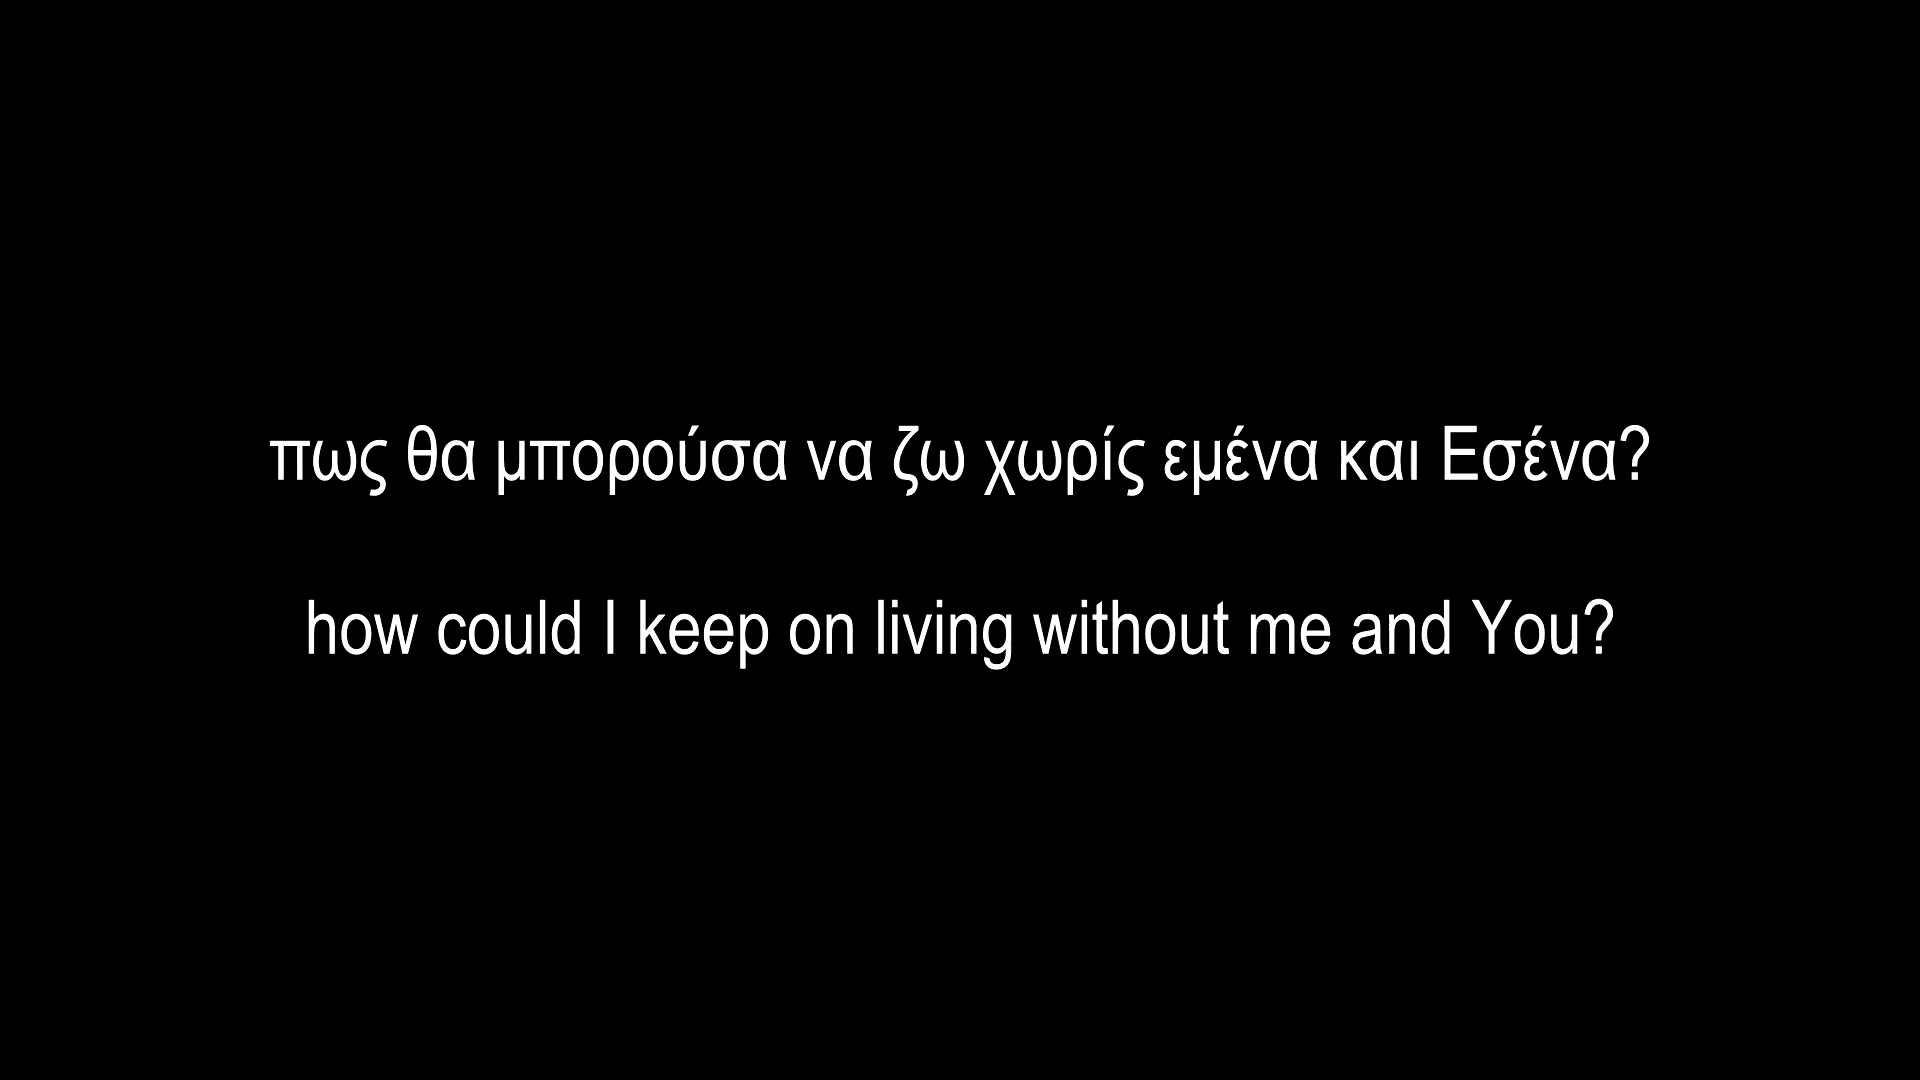 πως θα μπορούσα να ζω χωρίς εμένα και Εσένα?
how could I keep on living without me and You?